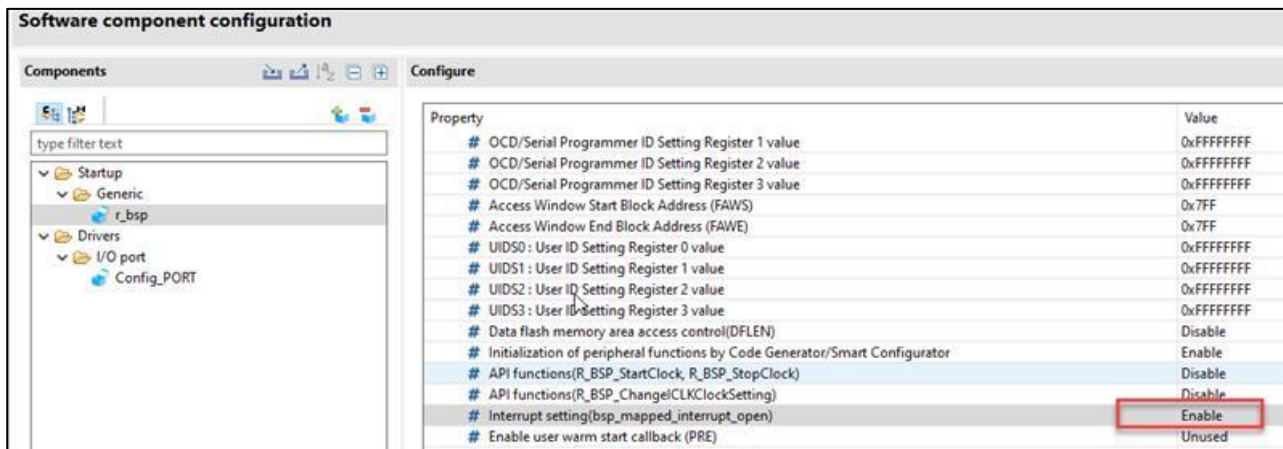 Software component configuration
Components
Configure
type filter text
Startup
Generic
r_bsp
Drivers
I/O port
Config_PORT
Property Value
# OCD/Serial Programmer ID Setting Register 1 value 0xFFFFFFFF
# OCD/Serial Programmer ID Setting Register 2 value 0xFFFFFFFF
# OCD/Serial Programmer ID Setting Register 3 value 0xFFFFFFFF
# Access Window Start Block Address (FAWS) 0x7FF
# Access Window End Block Address (FAWE) 0x7FF
# UIDS0 : User ID Setting Register 0 value 0xFFFFFFFF
# UIDS1 : User ID Setting Register 1 value 0xFFFFFFFF
# UIDS2 : User ID Setting Register 2 value 0xFFFFFFFF
# UIDS3 : User ID Setting Register 3 value 0xFFFFFFFF
# Data flash memory area access control(DFLEN) Disable
# Initialization of peripheral functions by Code Generator/Smart Configurator Enable
# API functions(R_BSP_StartClock, R_BSP_StopClock) Disable
# API functions(R_BSP_ChangeICLKClockSetting) Disable
# Interrupt setting(bsp_mapped_interrupt_open) Enable
# Enable user warm start callback (PRE) Unused